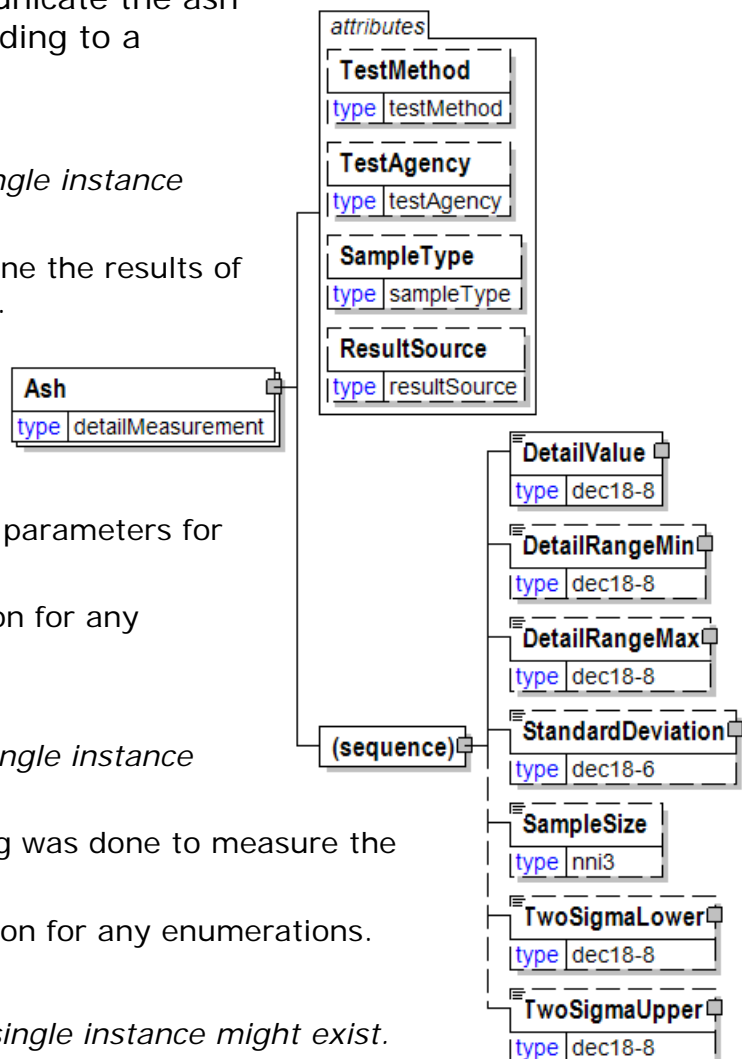 unicate the ash
ding to a
ngle instance
ne the results of
.
parameters for
on for any
ngle instance
g was done to measure the
on for any enumerations.
single instance might exist.
Ash
type detailMeasurement
attributes
TestMethod
type testMethod
TestAgency
type testAgency
SampleType
type sampleType
ResultSource
type resultSource
(sequence)
DetailValue
type dec18-8
DetailRangeMin
type dec18-8
DetailRangeMax
type dec18-8
StandardDeviation
type dec18-6
SampleSize
type nni3
TwoSigmaLower
type dec18-8
TwoSigmaUpper
type dec18-8